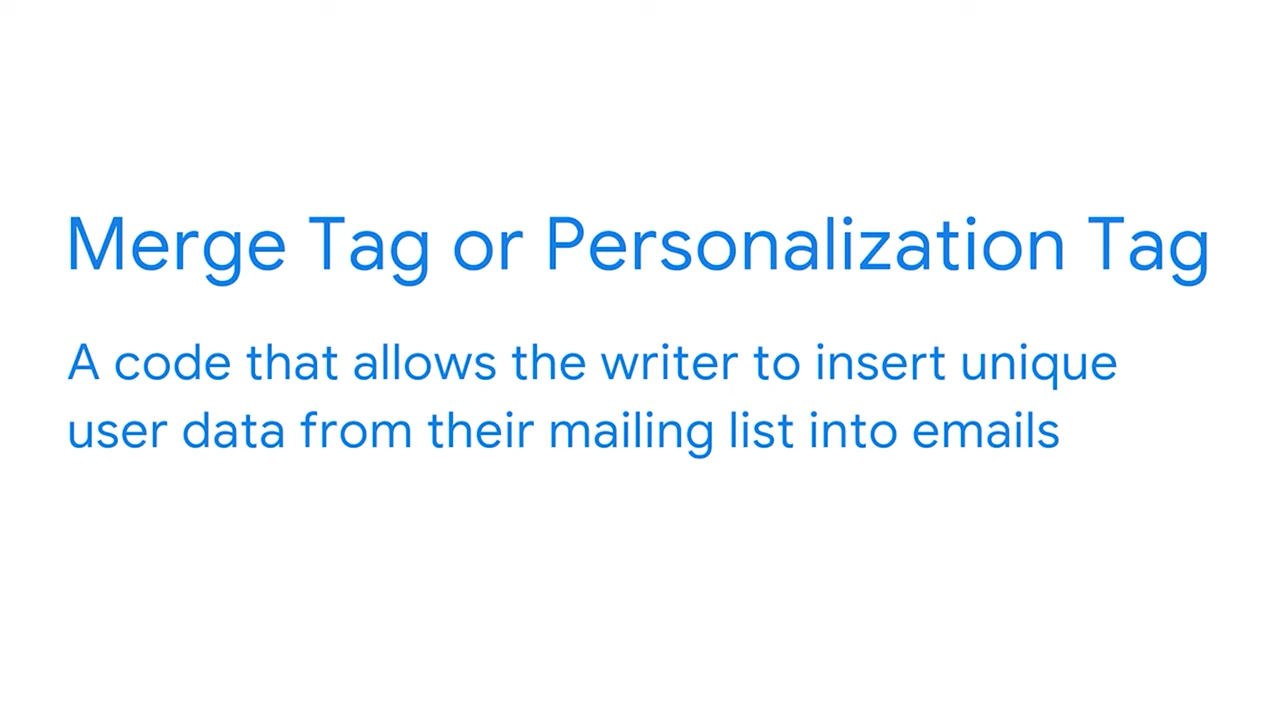 Merge Tag or Personalization Tag
A code that allows the writer to insert unique
user data from their mailing list into emails